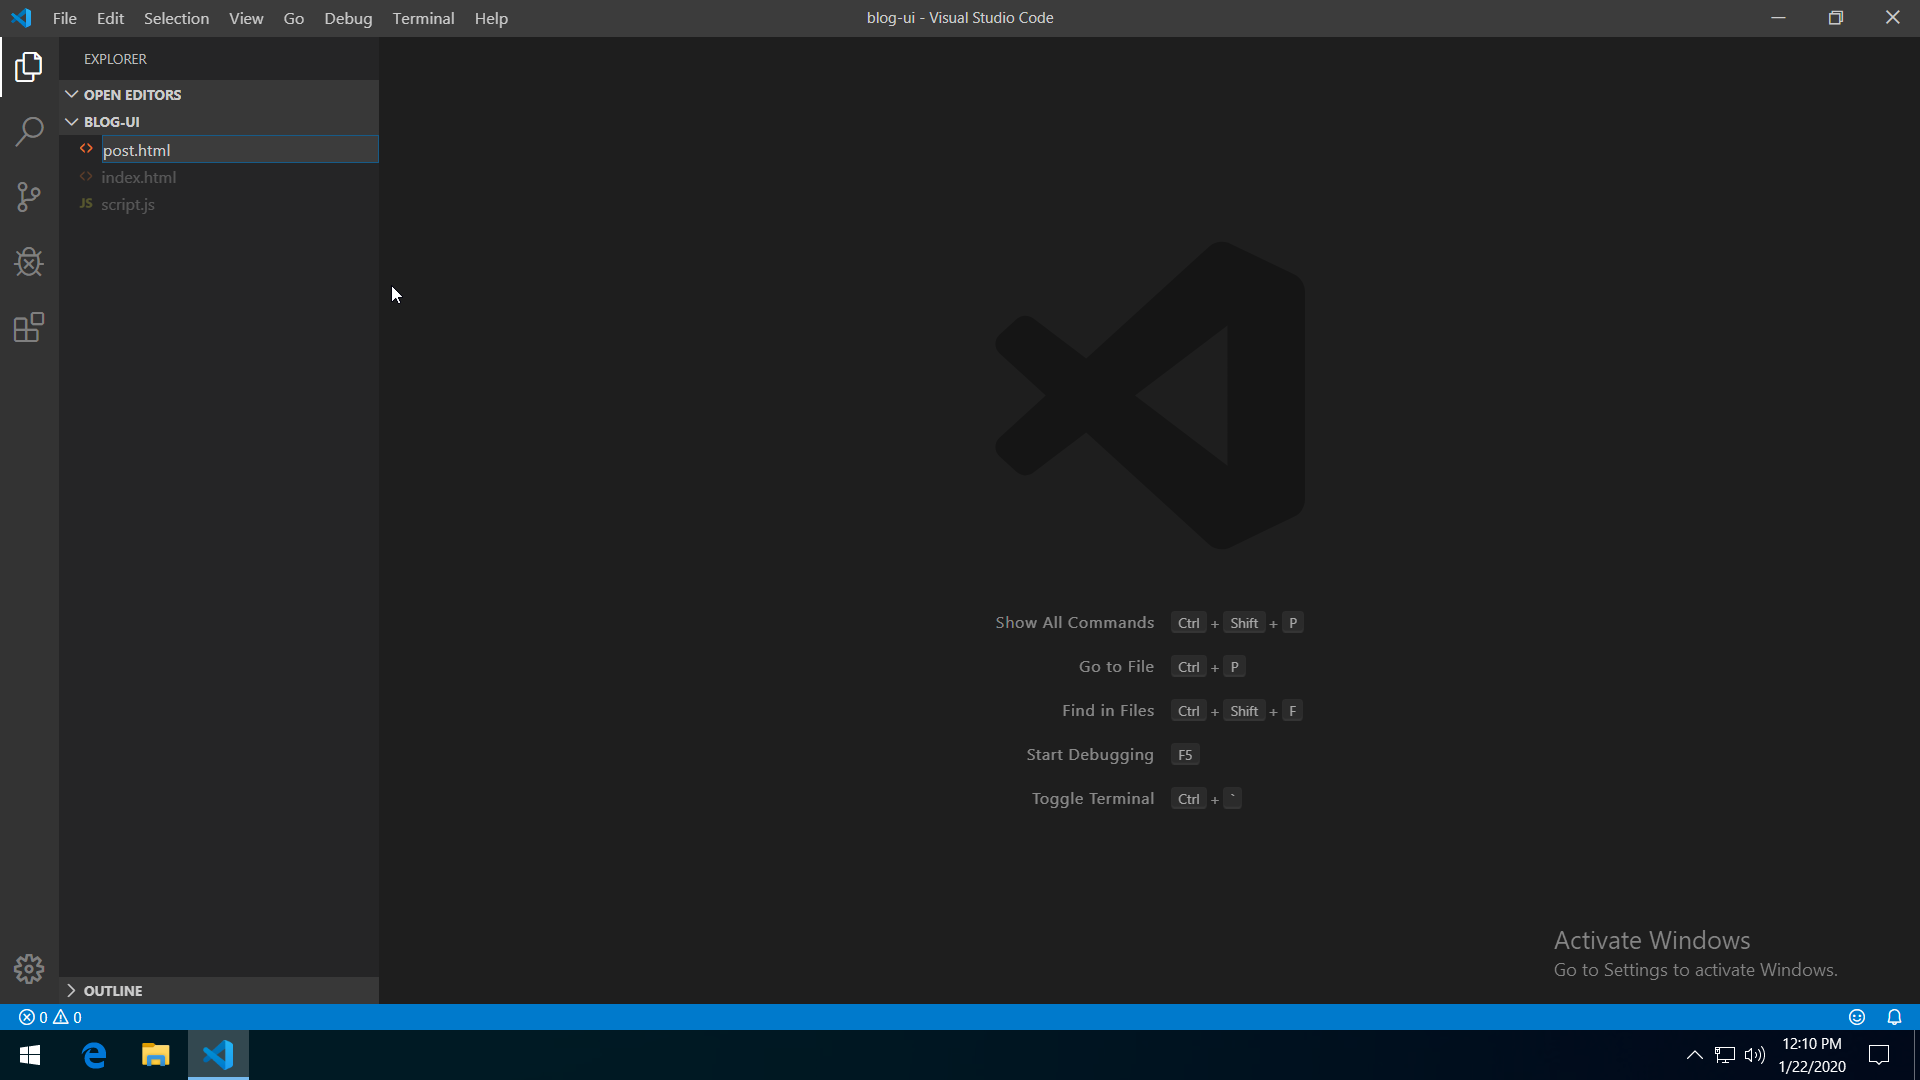 File Edit Selection View Go Debug Terminal Help
blog-ui - Visual Studio Code
EXPLORER
OPEN EDITORS
BLOG-UI
<> post.html
<> index.html
JS script.js
Show All Commands Ctrl + Shift + P
Go to File Ctrl + P
Find in Files Ctrl + Shift + F
Start Debugging F5
Toggle Terminal Ctrl + `
Activate Windows
Go to Settings to activate Windows.
OUTLINE
0 0
12:10 PM
1/22/2020